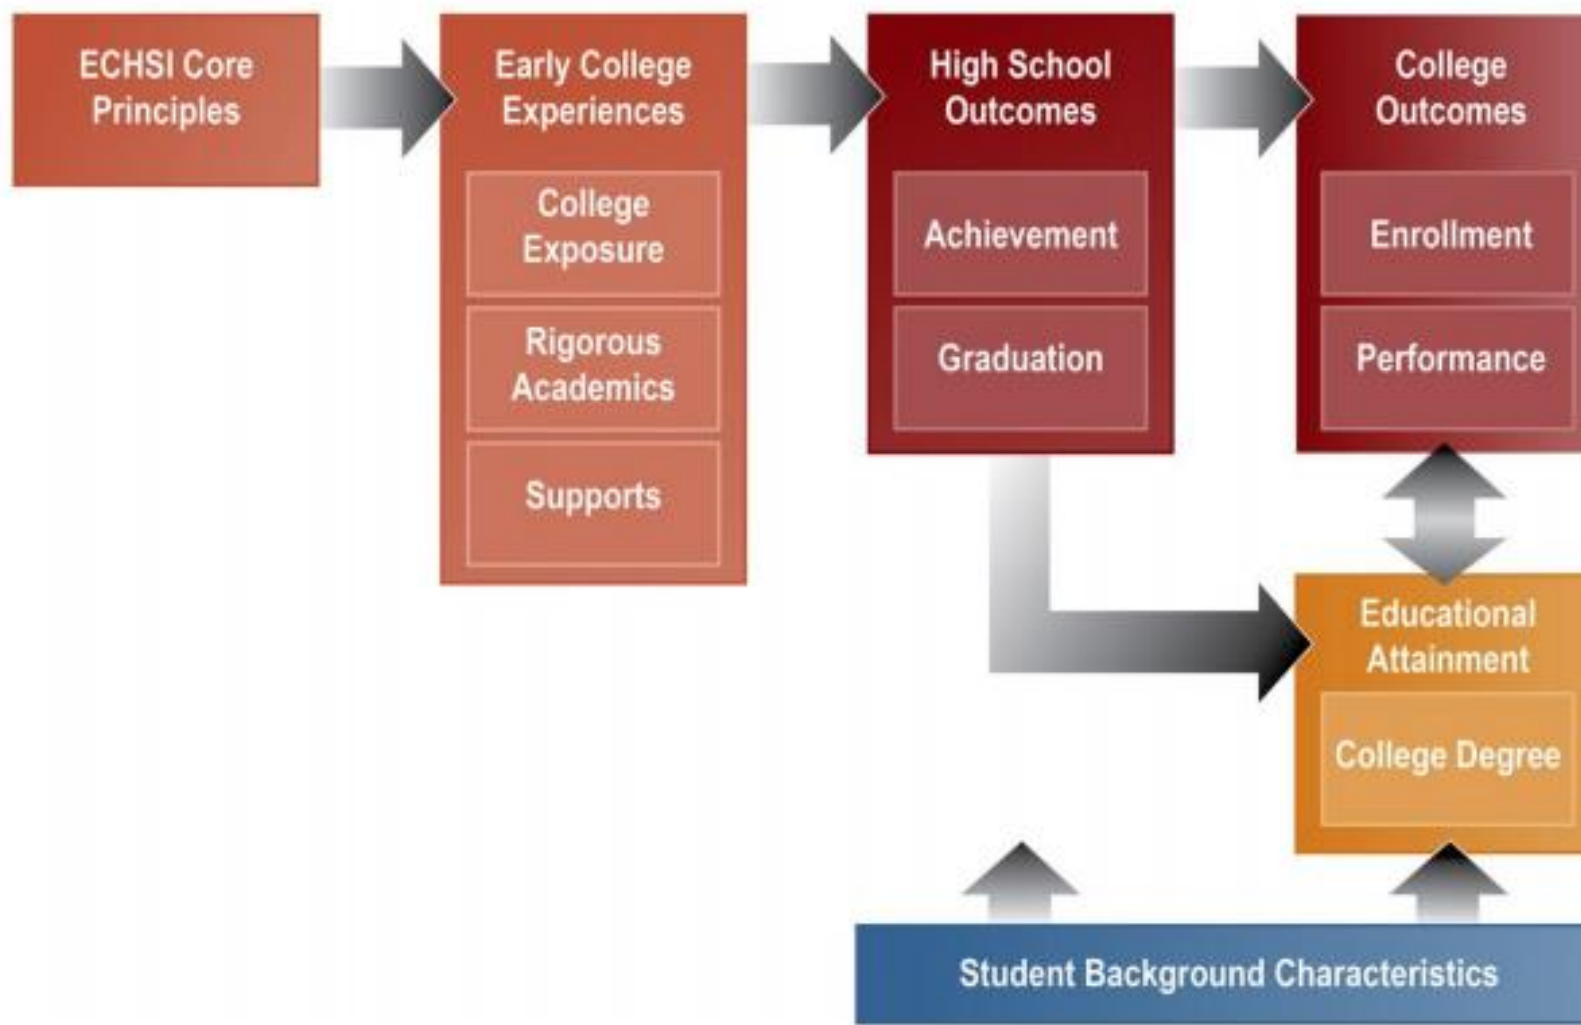 ECHSI Core
Principles
Early College
Experiences
College
Exposure
Rigorous
Academics
Supports
High School
Outcomes
Achievement
Graduation
College
Outcomes
Enrollment
Performance
Educational
Attainment
College Degree
Student Background Characteristics